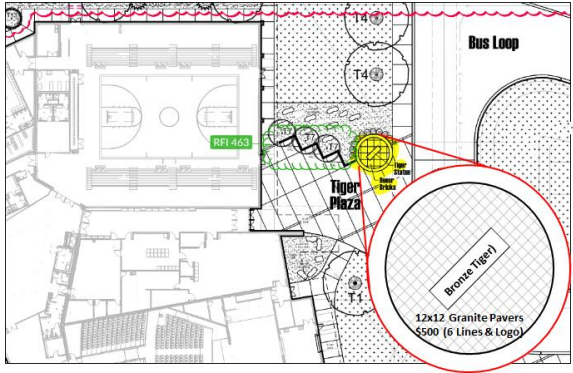 T4
Bus Loop
T4
RFI 463
Tiger
Statue
Donor
Bricks
Tiger
Plaza
Bronze Tiger)
T1
12x12 Granite Pavers
$500 (6 Lines & Logo)